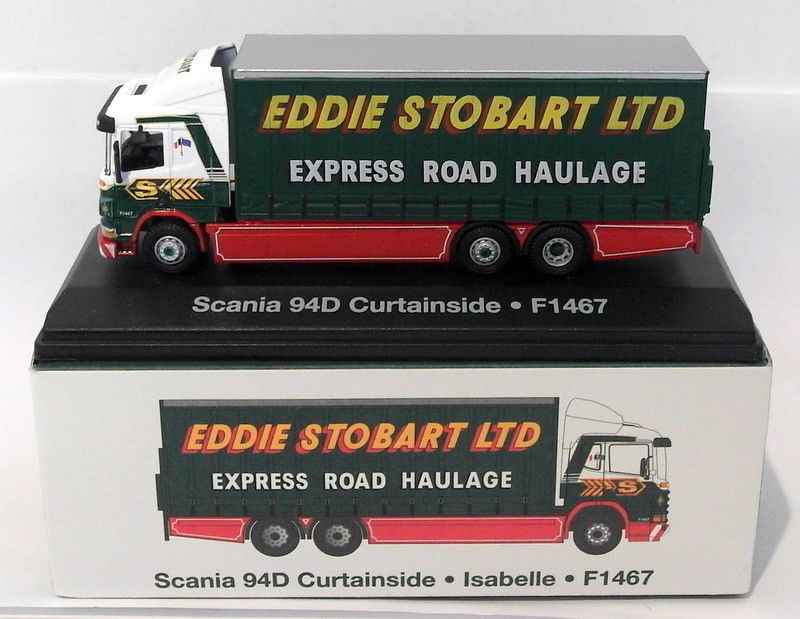 EDDIE STOBART LTD
EXPRESS ROAD HAULAGE
S
F1467
Scania 94D Curtainside • F1467
EDDIE STOBART LTD
EXPRESS ROAD HAULAGE
S
F1467
Scania 94D Curtainside • Isabelle • F1467